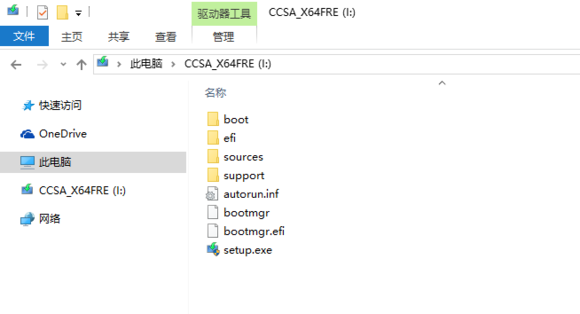 驱动器工具 CCSA_X64FRE (I:)
文件 主页 共享 查看 管理
此电脑 CCSA_X64FRE (I:)
快速访问
OneDrive
此电脑
CCSA_X64FRE (I:)
网络
名称
boot
efi
sources
support
autorun.inf
bootmgr
bootmgr.efi
setup.exe